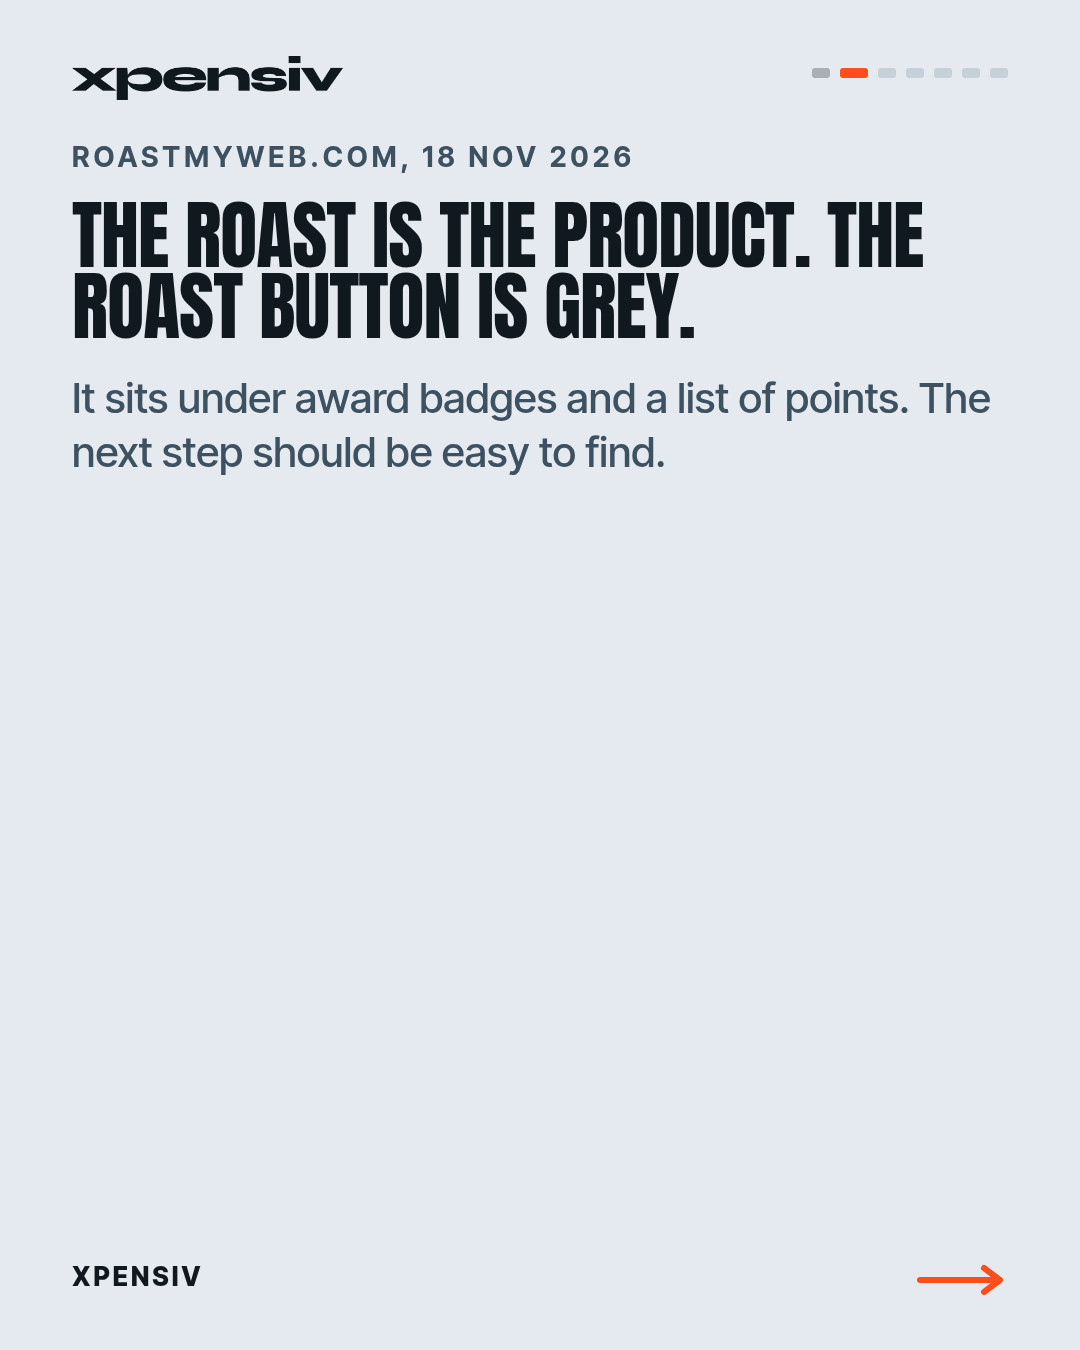 xpensiv
ROASTMYWEB.COM, 18 NOV 2026
THE ROAST IS THE PRODUCT. THE
ROAST BUTTON IS GREY.
It sits under award badges and a list of points. The
next step should be easy to find.
XPENSIV